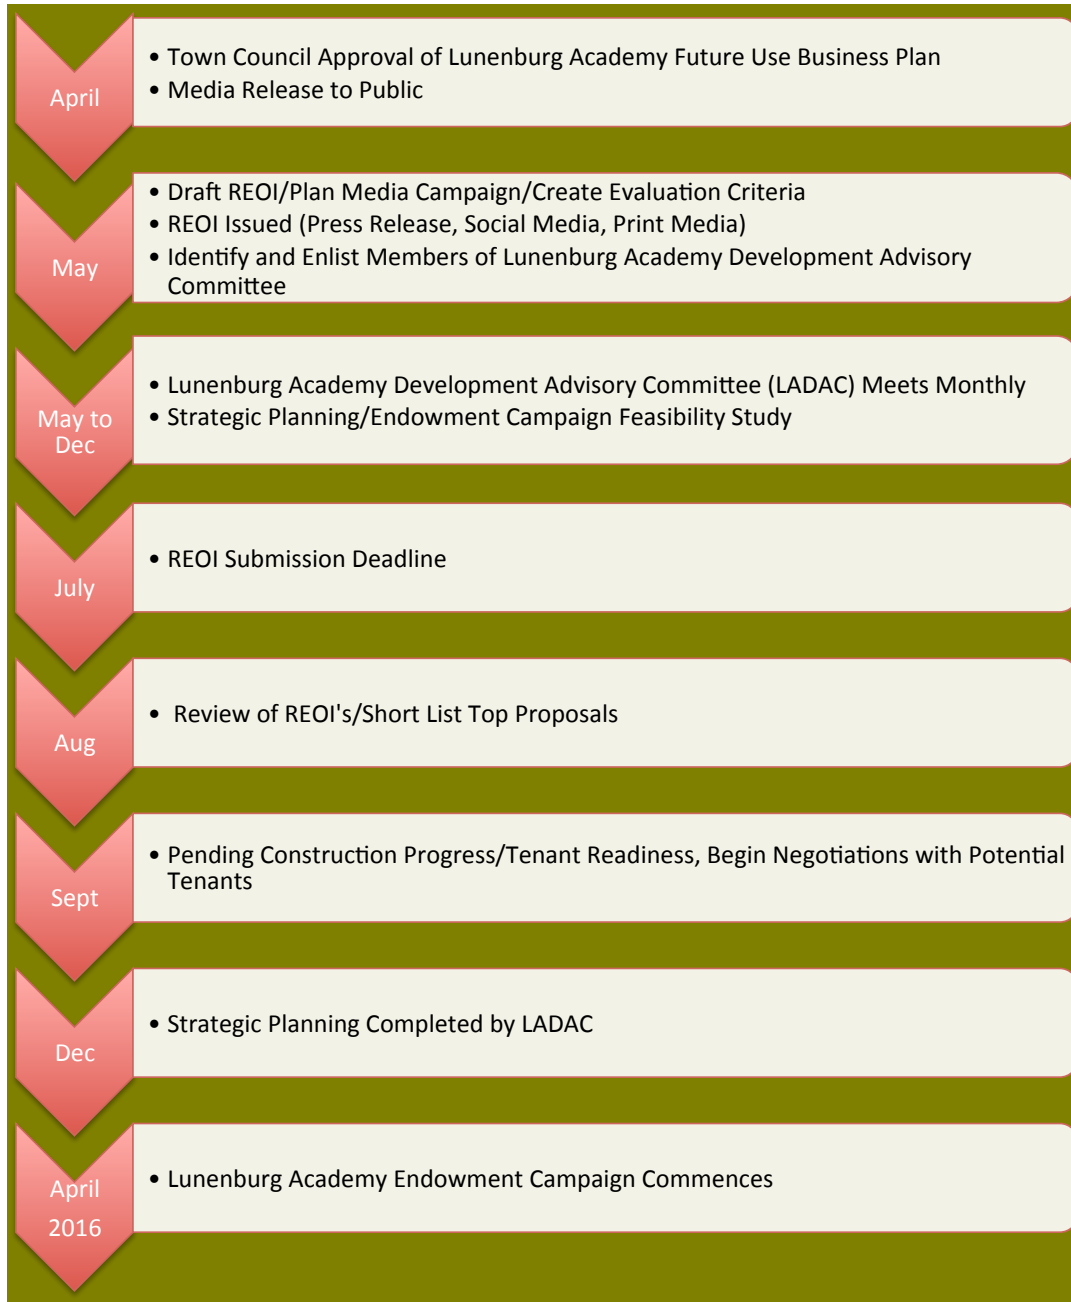 April
• Town Council Approval of Lunenburg Academy Future Use Business Plan
• Media Release to Public
May
• Draft REOI/Plan Media Campaign/Create Evaluation Criteria
• REOI Issued (Press Release, Social Media, Print Media)
• Identify and Enlist Members of Lunenburg Academy Development Advisory
Committee
May to
Dec
• Lunenburg Academy Development Advisory Committee (LADAC) Meets Monthly
• Strategic Planning/Endowment Campaign Feasibility Study
July
• REOI Submission Deadline
Aug
• Review of REOI's/Short List Top Proposals
Sept
• Pending Construction Progress/Tenant Readiness, Begin Negotiations with Potential
Tenants
Dec
• Strategic Planning Completed by LADAC
April
2016
• Lunenburg Academy Endowment Campaign Commences